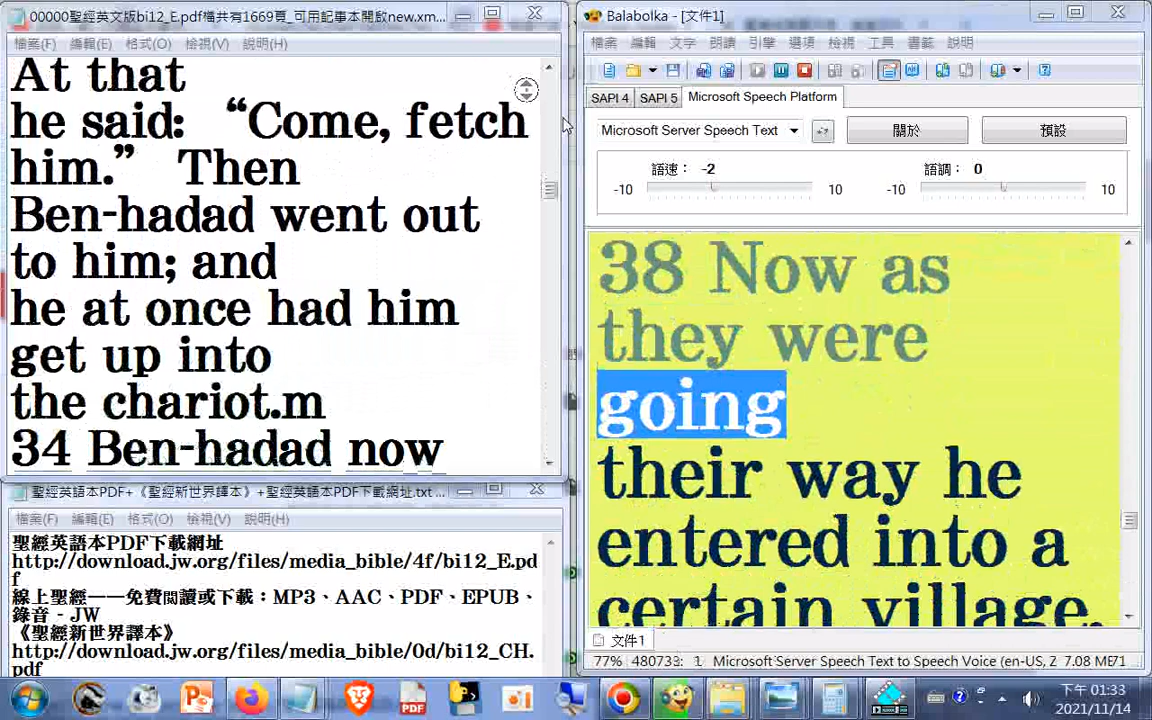 00000聖經英文版bi12_E.pdf檔共有1669頁_可用記事本開啟new.xm...
檔案(F) 編輯(E) 格式(O) 檢視(V) 說明(H)
At that
he said: “Come, fetch
him.” Then
Ben-hadad went out
to him; and
he at once had him
get up into
the chariot.m
34 Ben-hadad now
聖經英語本PDF+《聖經新世界譯本》+聖經英語本PDF下載網址.txt ...
檔案(F) 編輯(E) 格式(O) 檢視(V) 說明(H)
聖經英語本PDF下載網址
http://download.jw.org/files/media_bible/4f/bi12_E.pd
f
線上聖經——免費閱讀或下載：MP3、AAC、PDF、EPUB、
錄音 - JW
《聖經新世界譯本》
http://download.jw.org/files/media_bible/0d/bi12_CH.
pdf
Balabolka - [文件1]
檔案 編輯 文字 朗讀 引擎 選項 檢視 工具 書籤 說明
SAPI 4 SAPI 5 Microsoft Speech Platform
Microsoft Server Speech Text 關於 預設
語速： -2 語調： 0
-10 10 -10 10
38 Now as
they were
going
their way he
entered into a
certain village.
文件1
77% 480733: 1 Microsoft Server Speech Text to Speech Voice (en-US, Z 7.08 ME71
PDF
下午 01:33
2021/11/14